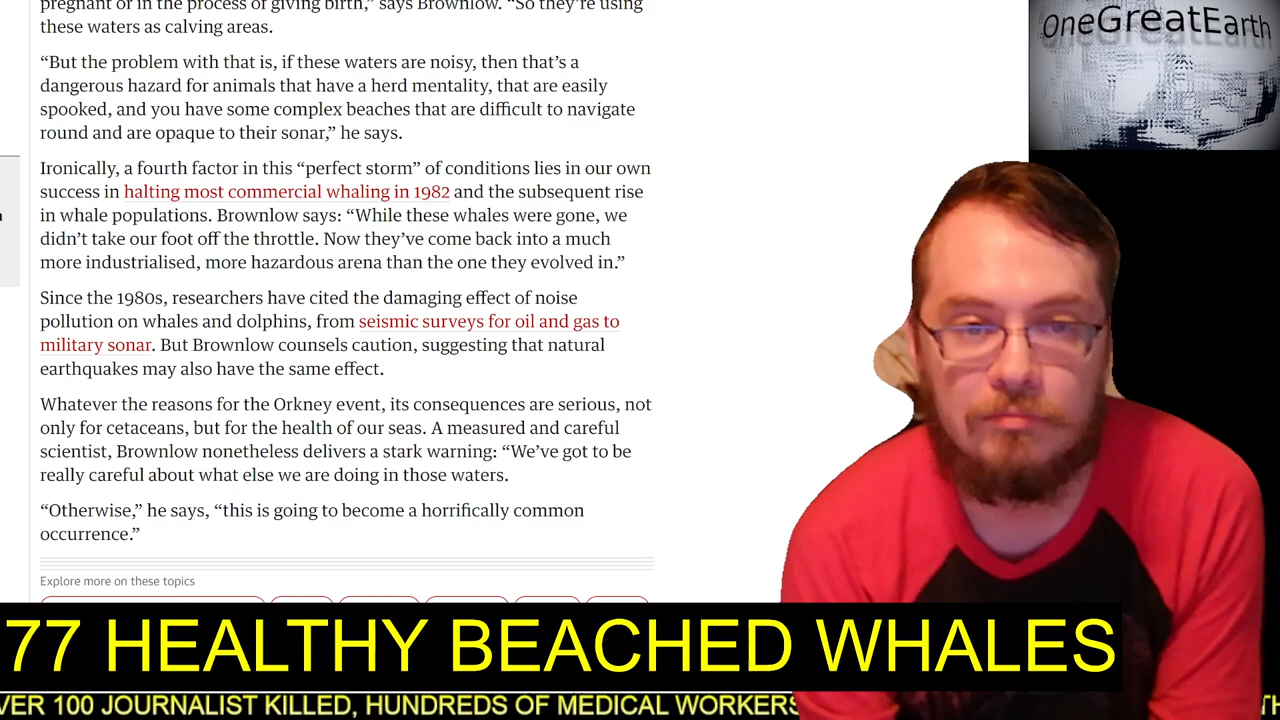 pregnant or in the process of giving birth,” says Brownlow. “So they’re using
these waters as calving areas.
“But the problem with that is, if these waters are noisy, then that’s a
dangerous hazard for animals that have a herd mentality, that are easily
spooked, and you have some complex beaches that are difficult to navigate
round and are opaque to their sonar,” he says.
Ironically, a fourth factor in this “perfect storm” of conditions lies in our own
success in halting most commercial whaling in 1982 and the subsequent rise
in whale populations. Brownlow says: “While these whales were gone, we
didn’t take our foot off the throttle. Now they’ve come back into a much
more industrialised, more hazardous arena than the one they evolved in.”
Since the 1980s, researchers have cited the damaging effect of noise
pollution on whales and dolphins, from seismic surveys for oil and gas to
military sonar. But Brownlow counsels caution, suggesting that natural
earthquakes may also have the same effect.
Whatever the reasons for the Orkney event, its consequences are serious, not
only for cetaceans, but for the health of our seas. A measured and careful
scientist, Brownlow nonetheless delivers a stark warning: “We’ve got to be
really careful about what else we are doing in those waters.
“Otherwise,” he says, “this is going to become a horrifically common
occurrence.”
Explore more on these topics
OneGreatEarth
77 HEALTHY BEACHED WHALES
VER 100 JOURNALIST KILLED, HUNDREDS OF MEDICAL WORKERS